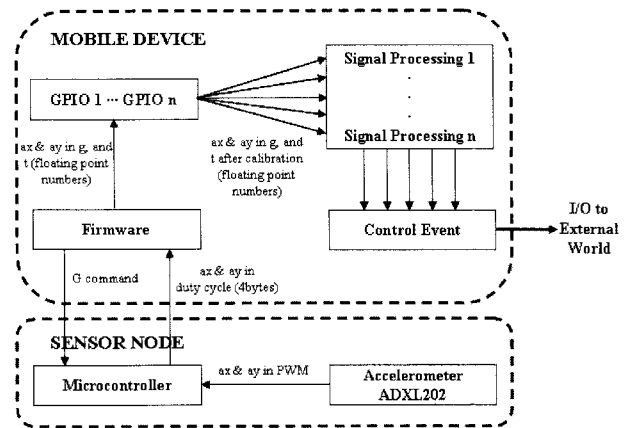 MOBILE DEVICE
GPIO 1 ··· GPIO n
Signal Processing 1
.
.
.
Signal Processing n
ax & ay in g, and
t (floating point
numbers)
ax & ay in g, and
t after calibration
(floating point
numbers)
Firmware
Control Event
I/O to
External
World
G command
ax & ay in
duty cycle (4bytes)
SENSOR NODE
Microcontroller
ax & ay in PWM
Accelerometer
ADXL202